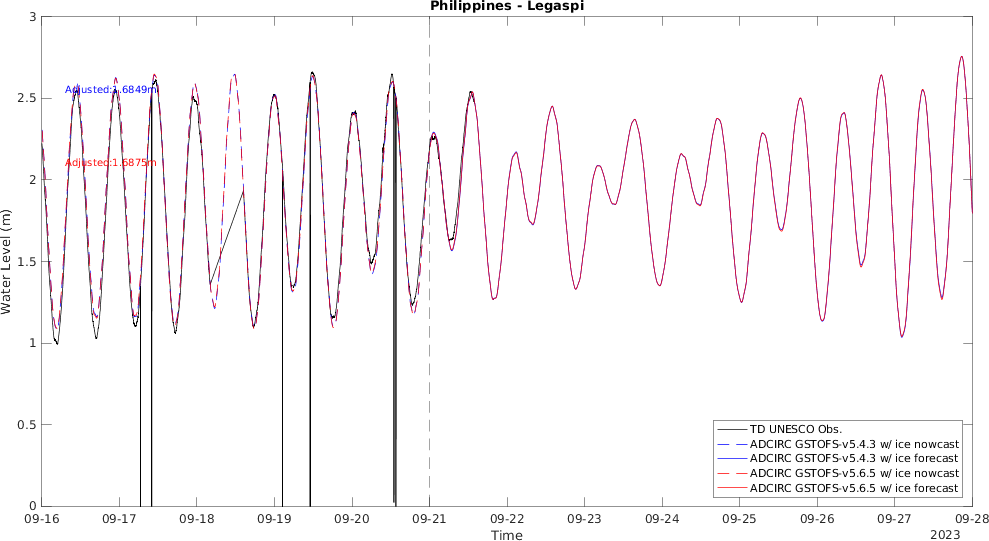 Philippines - Legaspi
3
2.5
2
1.5
1
0.5
0
Water Level (m)
Adjusted:1.6849m
Adjusted:1.6875m
TD UNESCO Obs.
ADCIRC GSTOFS-v5.4.3 w/ ice nowcast
ADCIRC GSTOFS-v5.4.3 w/ ice forecast
ADCIRC GSTOFS-v5.6.5 w/ ice nowcast
ADCIRC GSTOFS-v5.6.5 w/ ice forecast
09-16 09-17 09-18 09-19 09-20 09-21 09-22 09-23 09-24 09-25 09-26 09-27 09-28
Time
2023